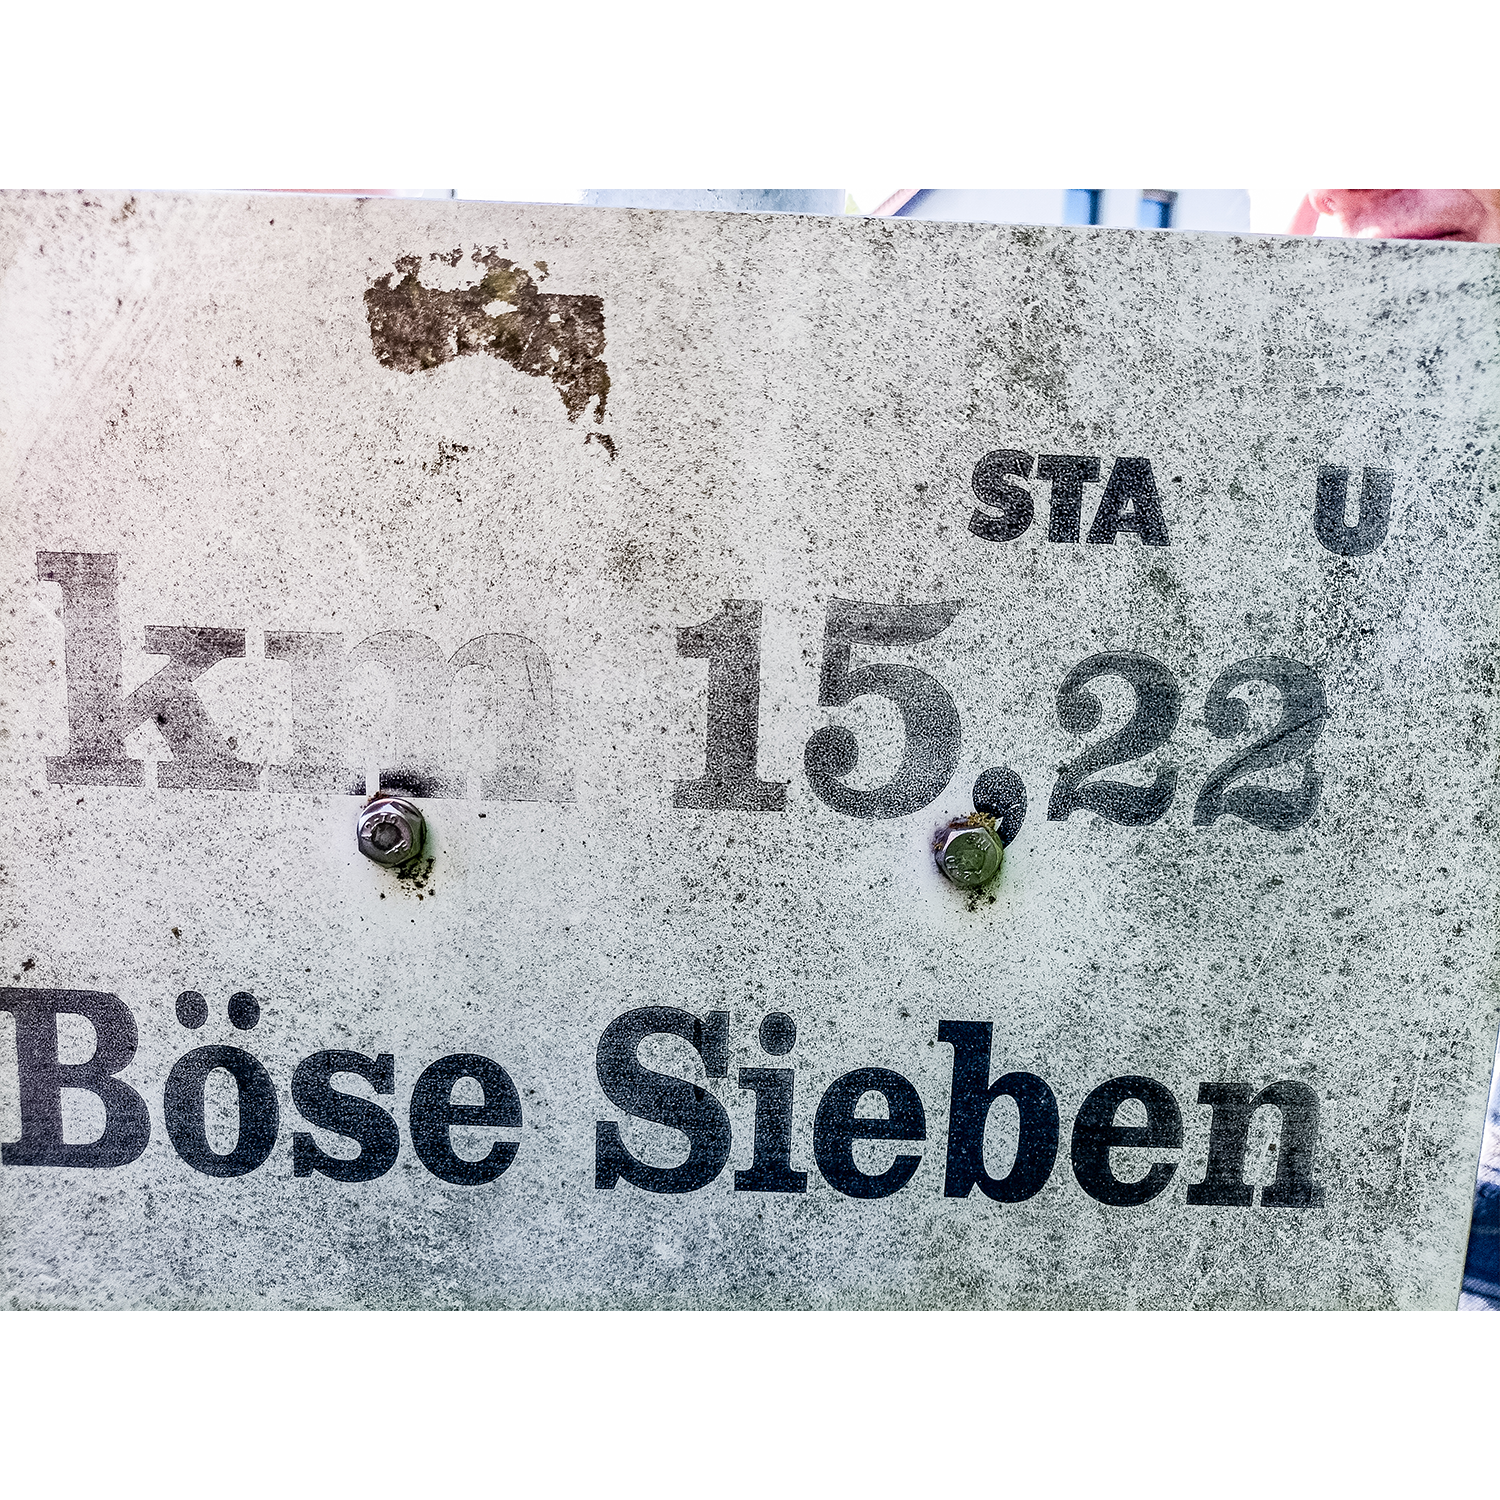 STA U
km 15,22
Böse Sieben